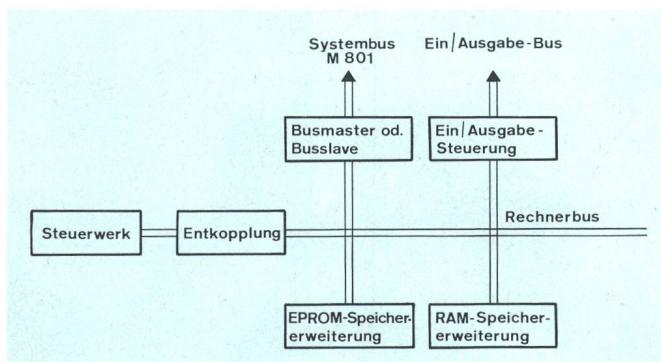 Systembus
M 801
Ein/Ausgabe-Bus
Busmaster od.
Busslave
Ein/Ausgabe-
Steuerung
Rechnerbus
Steuerwerk
Entkopplung
EPROM-Speicher-
erweiterung
RAM-Speicher-
erweiterung